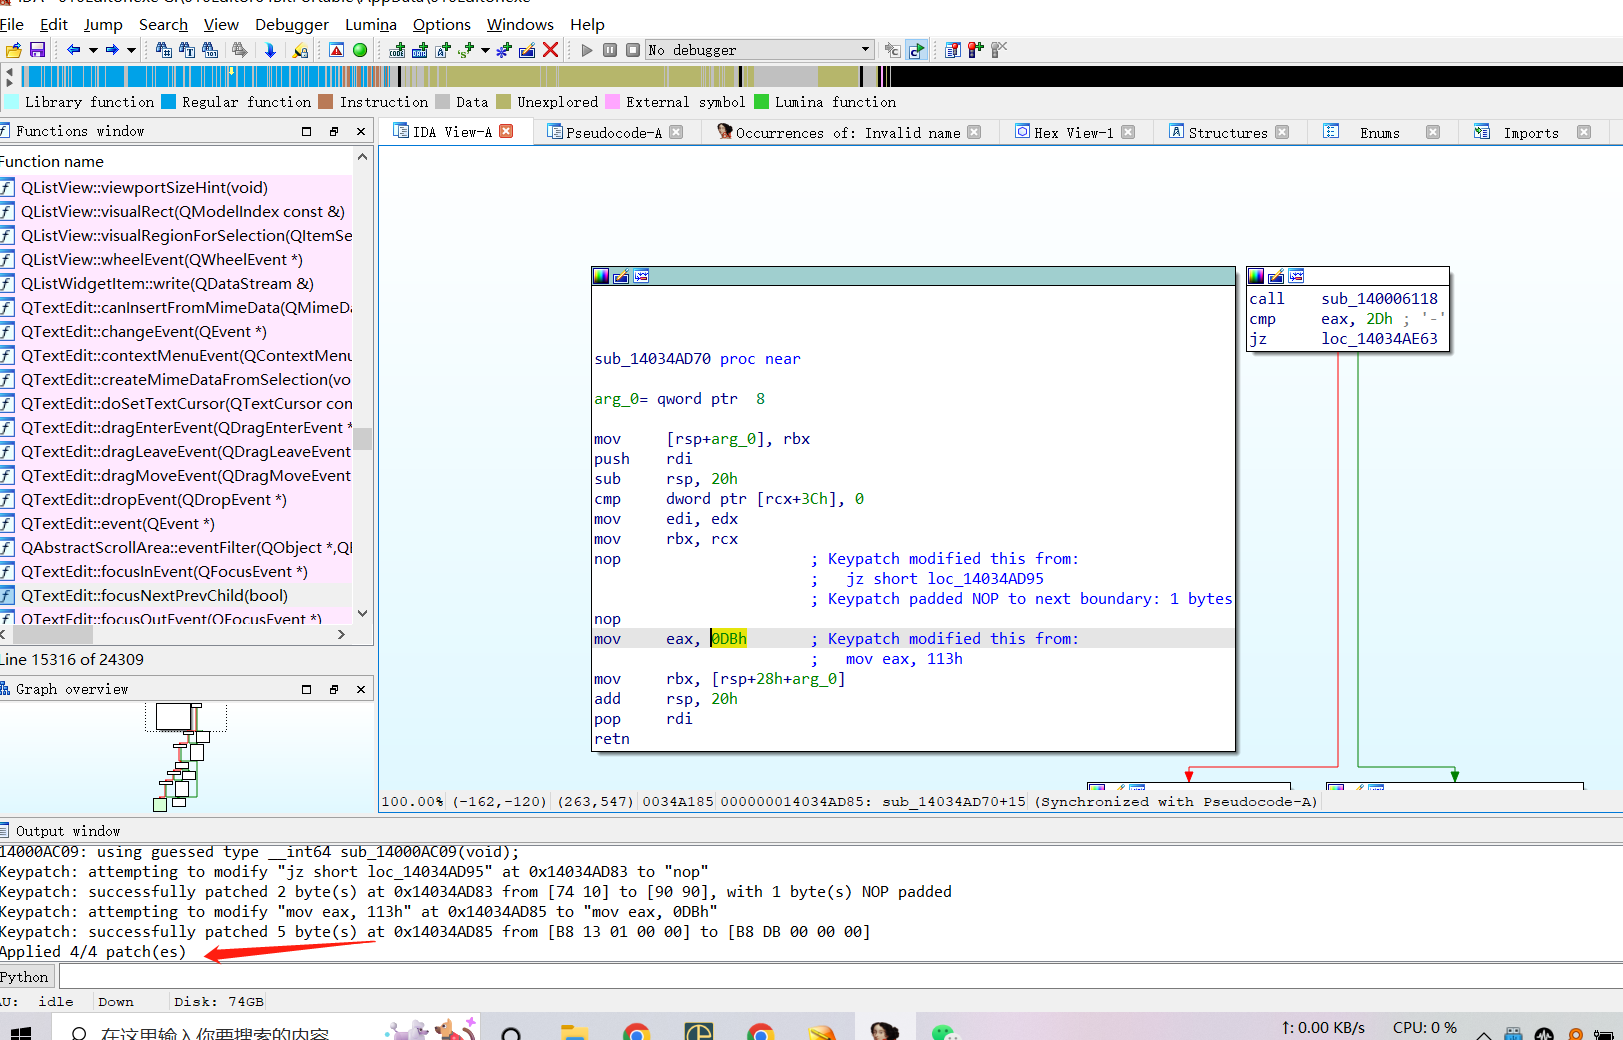 File Edit Jump Search View Debugger Lumina Options Windows Help
No debugger
Library function Regular function Instruction Data Unexplored External symbol Lumina function
Functions window
IDA View-A Pseudocode-A Occurrences of: Invalid name Hex View-1 Structures Enums Imports
Function name
QListView::viewportSizeHint(void)
QListView::visualRect(QModelIndex const &)
QListView::visualRegionForSelection(QItemSe
QListView::wheelEvent(QWheelEvent *)
QListWidgetItem::write(QDataStream &)
QTextEdit::canInsertFromMimeData(QMimeDa
QTextEdit::changeEvent(QEvent *)
QTextEdit::contextMenuEvent(QContextMenu
QTextEdit::createMimeDataFromSelection(vo
QTextEdit::doSetTextCursor(QTextCursor con
QTextEdit::dragEnterEvent(QDragEnterEvent *
QTextEdit::dragLeaveEvent(QDragLeaveEvent
QTextEdit::dragMoveEvent(QDragMoveEvent
QTextEdit::dropEvent(QDropEvent *)
QTextEdit::event(QEvent *)
QAbstractScrollArea::eventFilter(QObject *,QI
QTextEdit::focusInEvent(QFocusEvent *)
QTextEdit::focusNextPrevChild(bool)
QTextEdit::focusOutEvent(QFocusEvent *)
Line 15316 of 24309
Graph overview
sub_14034AD70 proc near
arg_0= qword ptr  8
mov [rsp+arg_0], rbx
push rdi
sub rsp, 20h
cmp dword ptr [rcx+3Ch], 0
mov edi, edx
mov rbx, rcx
nop ; Keypatch modified this from:
; jz short loc_14034AD95
; Keypatch padded NOP to next boundary: 1 bytes
nop
mov eax, 0DBh ; Keypatch modified this from:
; mov eax, 113h
mov rbx, [rsp+28h+arg_0]
add rsp, 20h
pop rdi
retn
call sub_140006118
cmp eax, 2Dh ; '-'
jz loc_14034AE63
100.00% (-162,-120) (263,547) 0034A185 000000014034AD85: sub_14034AD70+15 (Synchronized with Pseudocode-A)
Output window
14000AC09: using guessed type __int64 sub_14000AC09(void);
Keypatch: attempting to modify "jz short loc_14034AD95" at 0x14034AD83 to "nop"
Keypatch: successfully patched 2 byte(s) at 0x14034AD83 from [74 10] to [90 90], with 1 byte(s) NOP padded
Keypatch: attempting to modify "mov eax, 113h" at 0x14034AD85 to "mov eax, 0DBh"
Keypatch: successfully patched 5 byte(s) at 0x14034AD85 from [B8 13 01 00 00] to [B8 DB 00 00 00]
Applied 4/4 patch(es)
Python
AU: idle Down Disk: 74GB
在这里输入你要搜索的内容
↑: 0.00 KB/s CPU: 0 %